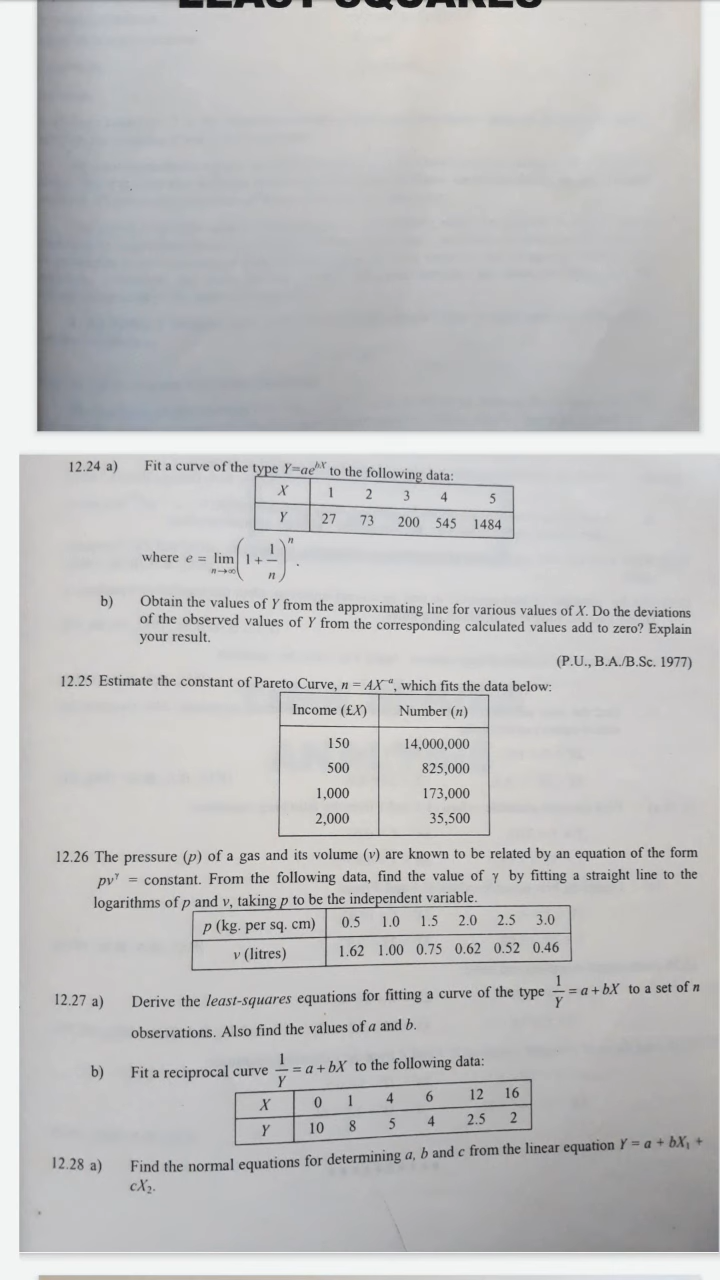 LEAST SQUARES
12.24 a) Fit a curve of the type Y=ae^{bX} to the following data:
X 1 2 3 4 5
Y 27 73 200 545 1484
where e = lim_{n→∞} (1 + 1/n)^n.
b) Obtain the values of Y from the approximating line for various values of X. Do the deviations
of the observed values of Y from the corresponding calculated values add to zero? Explain
your result.
(P.U., B.A./B.Sc. 1977)
12.25 Estimate the constant of Pareto Curve, n = AX^{-α}, which fits the data below:
Income (£X) Number (n)
150 14,000,000
500 825,000
1,000 173,000
2,000 35,500
12.26 The pressure (p) of a gas and its volume (v) are known to be related by an equation of the form
pv^γ = constant. From the following data, find the value of γ by fitting a straight line to the
logarithms of p and v, taking p to be the independent variable.
p (kg. per sq. cm) 0.5 1.0 1.5 2.0 2.5 3.0
v (litres) 1.62 1.00 0.75 0.62 0.52 0.46
12.27 a) Derive the least-squares equations for fitting a curve of the type 1/Y = a + bX to a set of n
observations. Also find the values of a and b.
b) Fit a reciprocal curve 1/Y = a + bX to the following data:
X 0 1 4 6 12 16
Y 10 8 5 4 2.5 2
12.28 a) Find the normal equations for determining a, b and c from the linear equation Y = a + bX₁ +
cX₂.